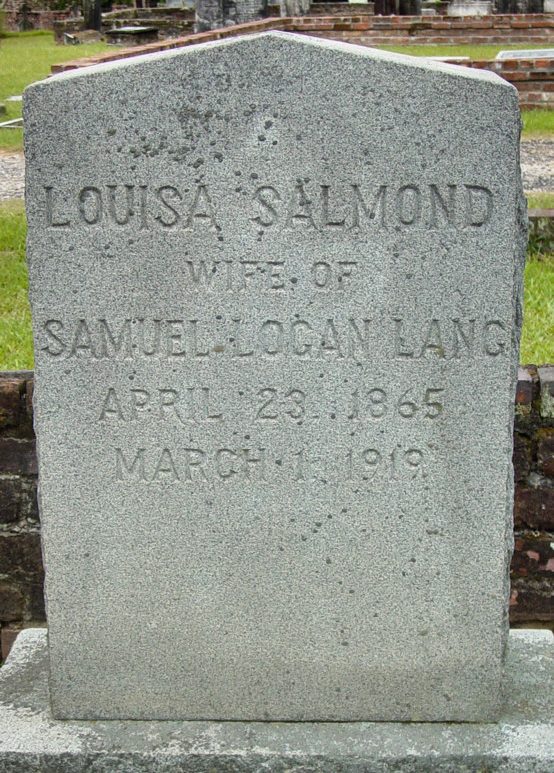 LOUISA SALMOND
WIFE OF
SAMUEL LOGAN LANG
APRIL 23, 1865
MARCH 1, 1919